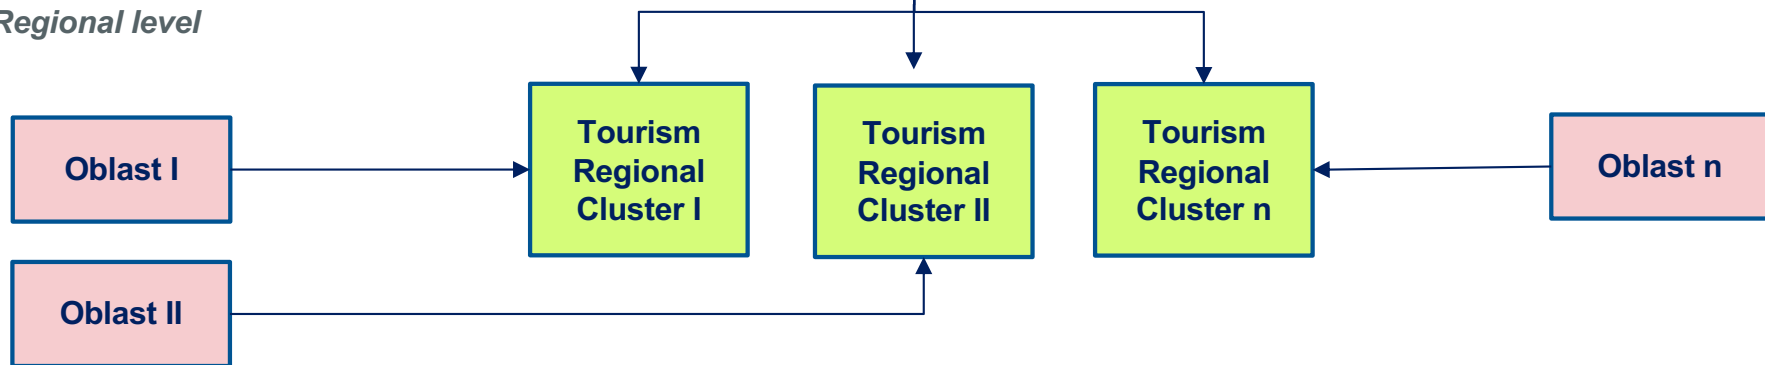 Regional level
Tourism
Regional
Cluster I
Tourism
Regional
Cluster II
Tourism
Regional
Cluster n
Oblast I
Oblast n
Oblast II